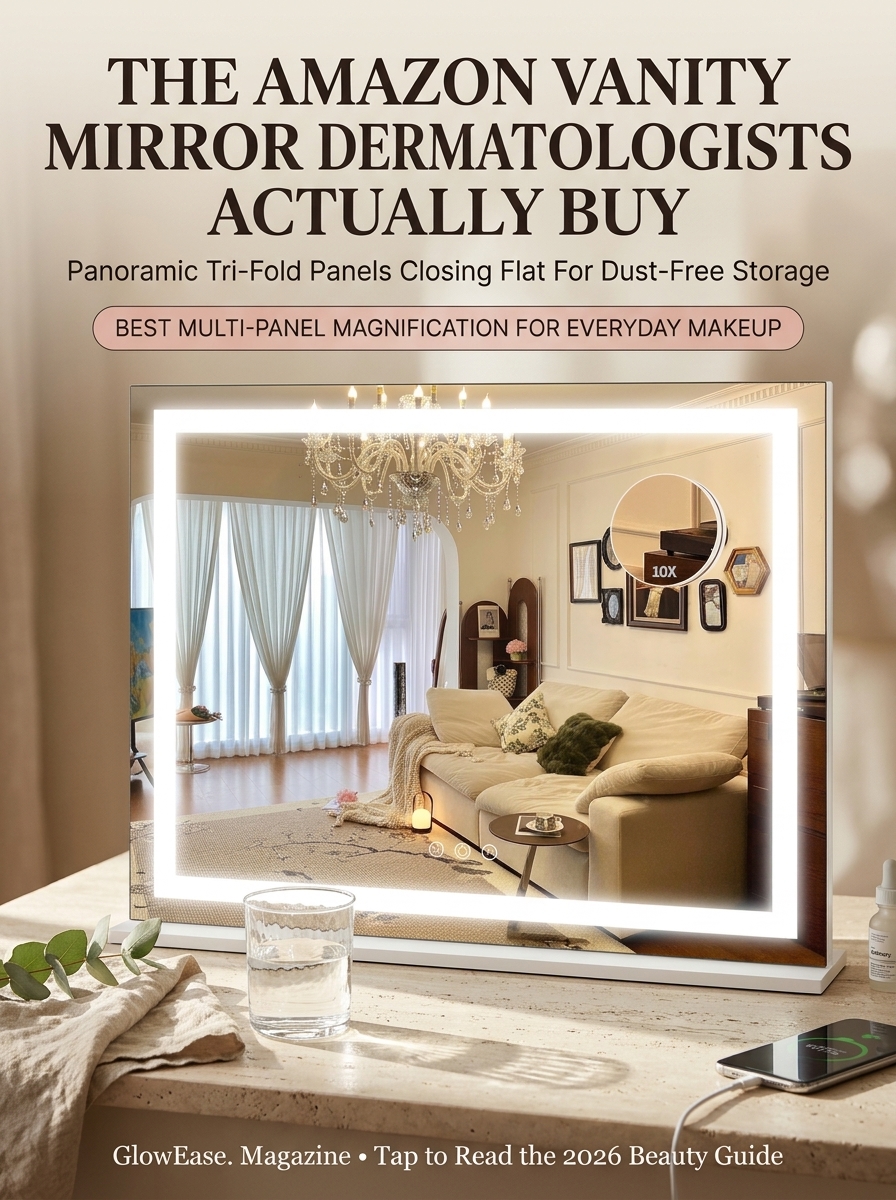 THE AMAZON VANITY
MIRROR DERMATOLOGISTS
ACTUALLY BUY
Panoramic Tri-Fold Panels Closing Flat For Dust-Free Storage
BEST MULTI-PANEL MAGNIFICATION FOR EVERYDAY MAKEUP
10X
GlowEase. Magazine • Tap to Read the 2026 Beauty Guide